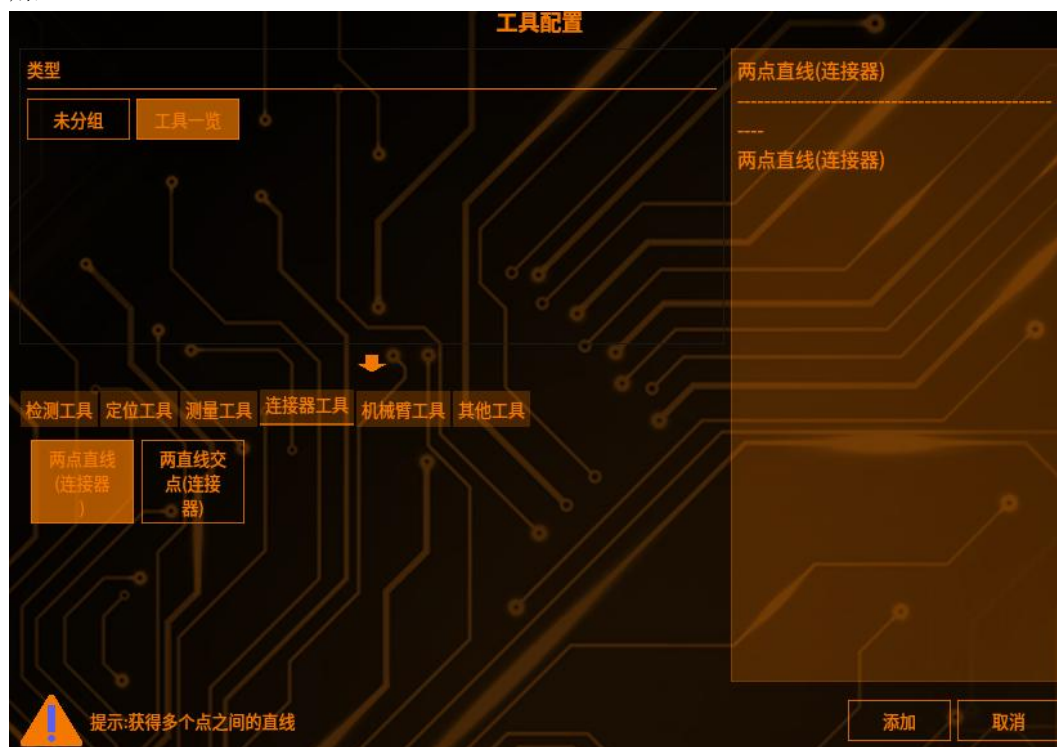 工具配置
类型
未分组
工具一览
检测工具
定位工具
测量工具
连接器工具
机械臂工具
其他工具
两点直线
(连接器
)
两直线交
点(连接
器)
两点直线(连接器)
-----------------------------------------------
----
两点直线(连接器)
提示:获得多个点之间的直线
添加
取消